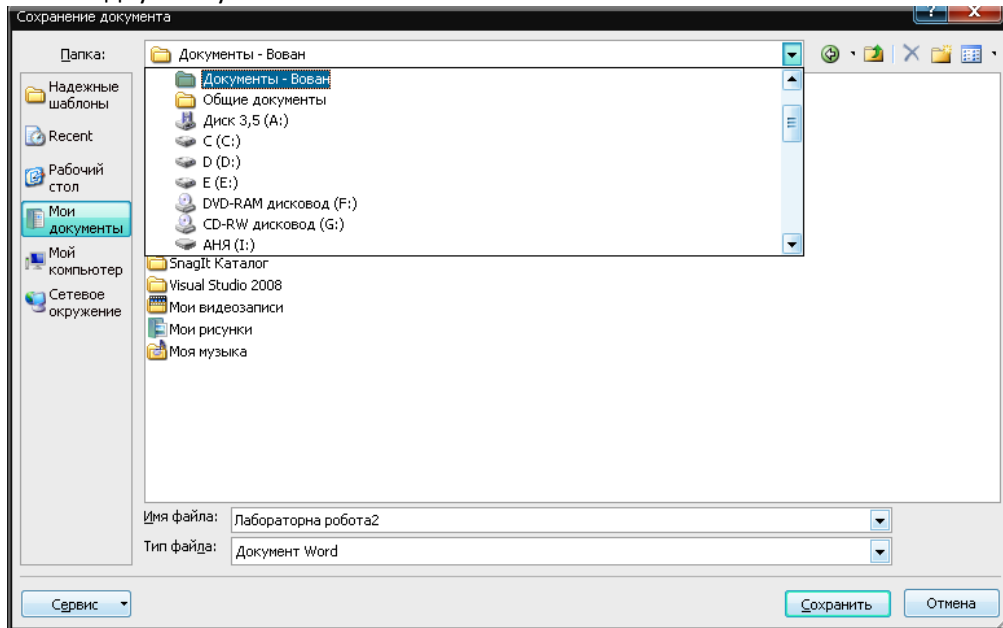 Сохранение документа
Папка:
Документы - Вован
Документы - Вован
Общие документы
Диск 3,5 (A:)
C (C:)
D (D:)
E (E:)
DVD-RAM дисковод (F:)
CD-RW дисковод (G:)
АНЯ (I:)
Надежные
шаблоны
Recent
Рабочий
стол
Мои
документы
Мой
компьютер
Сетевое
окружение
SnagIt Каталог
Visual Studio 2008
Мои видеозаписи
Мои рисунки
Моя музыка
Имя файла:
Лабораторна робота2
Тип файла:
Документ Word
Сервис
Сохранить
Отмена